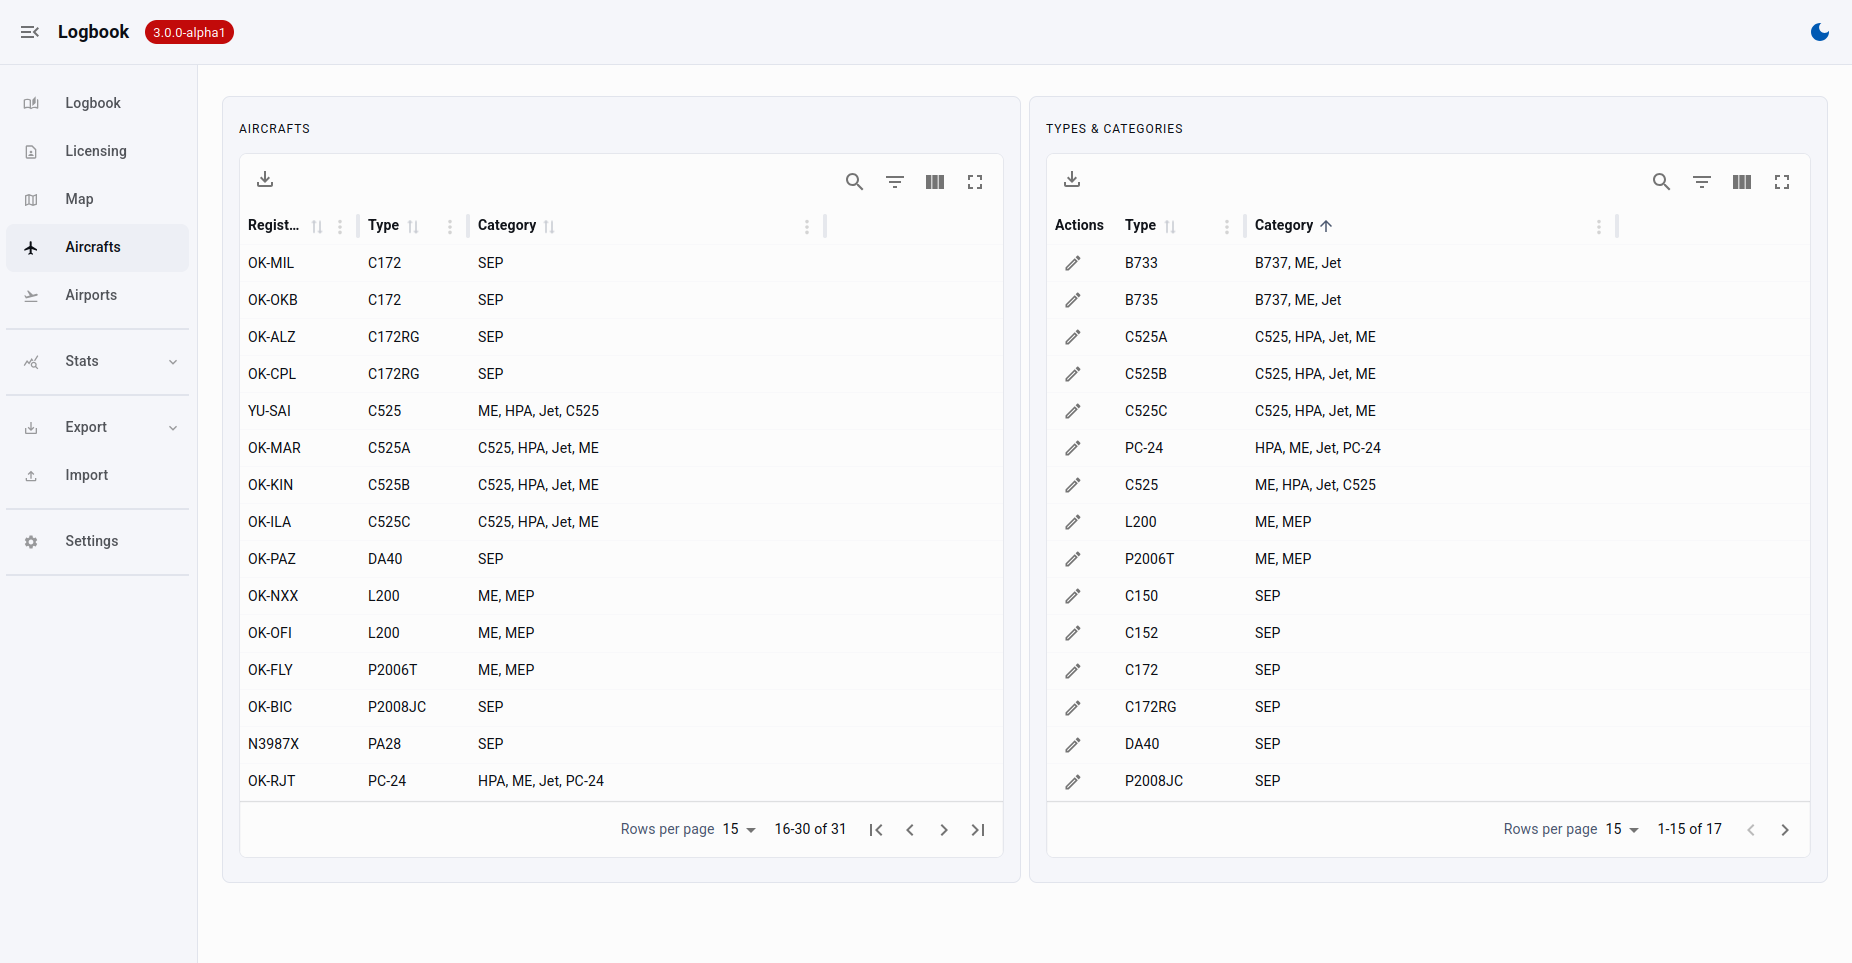 Logbook 3.0.0-alpha1
Logbook
Licensing
Map
Aircrafts
Airports
Stats
Export
Import
Settings
AIRCRAFTS
Regist... Type Category
OK-MIL C172 SEP
OK-OKB C172 SEP
OK-ALZ C172RG SEP
OK-CPL C172RG SEP
YU-SAI C525 ME, HPA, Jet, C525
OK-MAR C525A C525, HPA, Jet, ME
OK-KIN C525B C525, HPA, Jet, ME
OK-ILA C525C C525, HPA, Jet, ME
OK-PAZ DA40 SEP
OK-NXX L200 ME, MEP
OK-OFI L200 ME, MEP
OK-FLY P2006T ME, MEP
OK-BIC P2008JC SEP
N3987X PA28 SEP
OK-RJT PC-24 HPA, ME, Jet, PC-24
Rows per page 15 16-30 of 31
TYPES & CATEGORIES
Actions Type Category
B733 B737, ME, Jet
B735 B737, ME, Jet
C525A C525, HPA, Jet, ME
C525B C525, HPA, Jet, ME
C525C C525, HPA, Jet, ME
PC-24 HPA, ME, Jet, PC-24
C525 ME, HPA, Jet, C525
L200 ME, MEP
P2006T ME, MEP
C150 SEP
C152 SEP
C172 SEP
C172RG SEP
DA40 SEP
P2008JC SEP
Rows per page 15 1-15 of 17